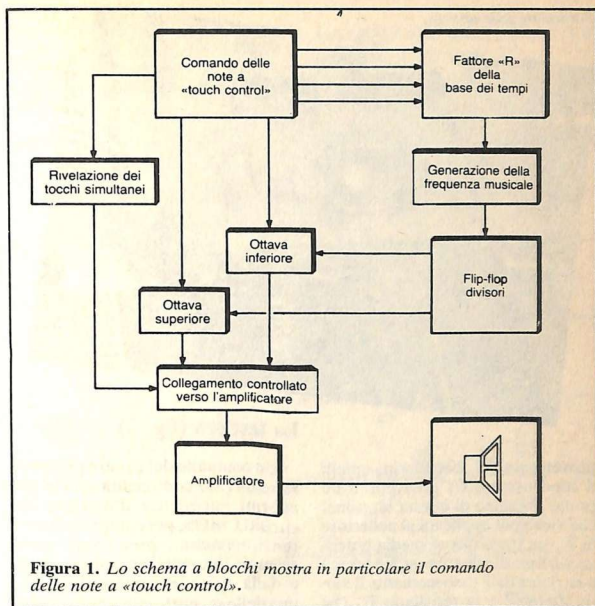 Comando delle
note a
«touch control»
Fattore «R»
della
base dei tempi
Rivelazione dei
tocchi simultanei
Generazione della
frequenza musicale
Ottava
inferiore
Flip-flop
divisori
Ottava
superiore
Collegamento controllato
verso l'amplificatore
Amplificatore
Figura 1. Lo schema a blocchi mostra in particolare il comando
delle note a «touch control».